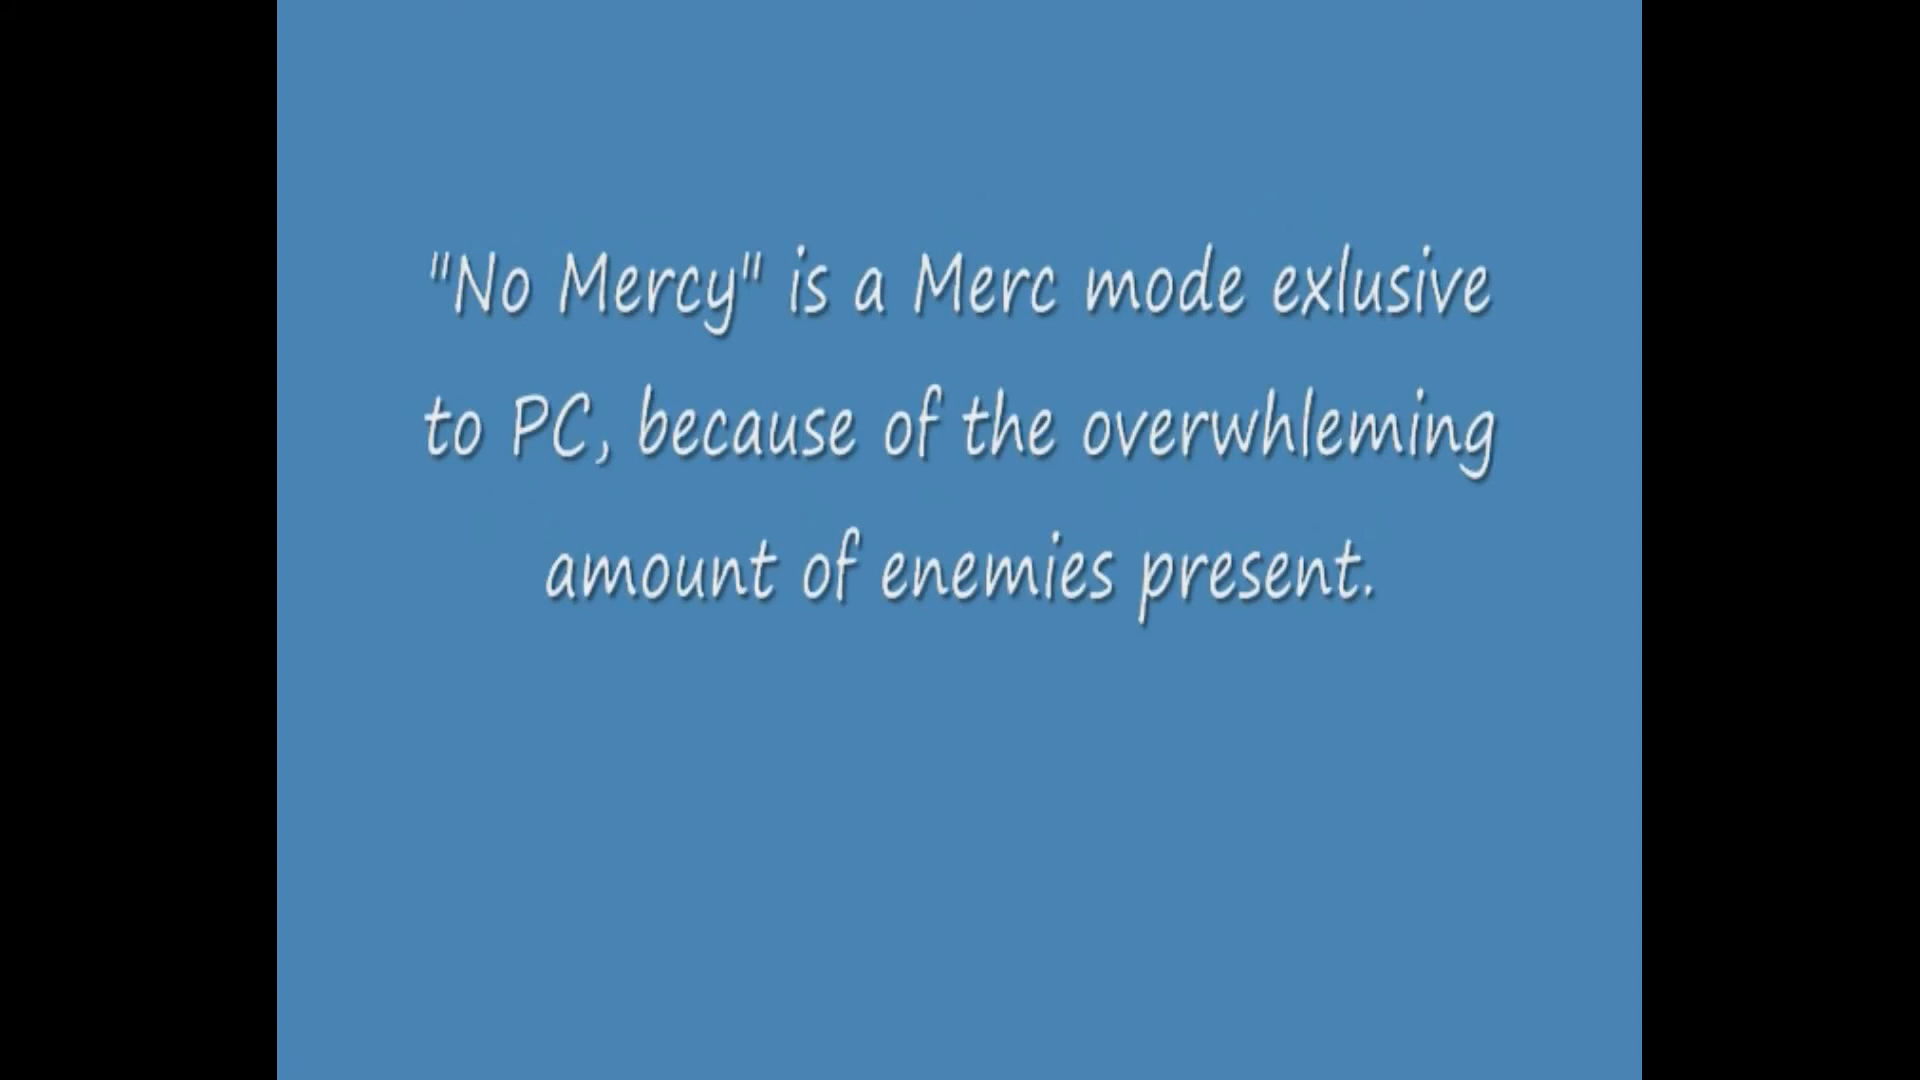 "No Mercy" is a Merc mode exlusive
to PC, because of the overwhleming
amount of enemies present.